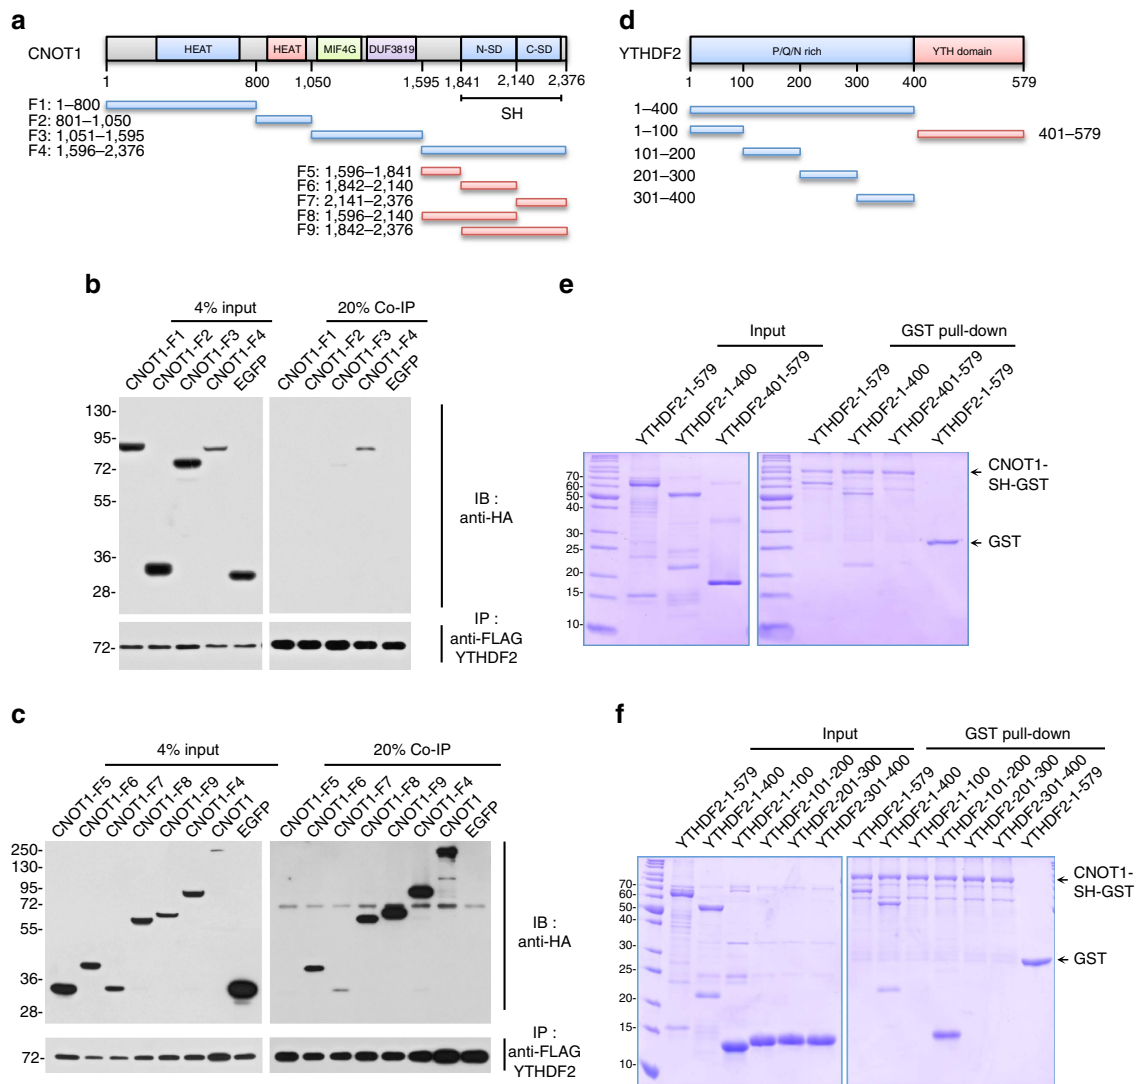 a
CNOT1
HEAT
HEAT
MIF4G
DUF3819
N-SD
C-SD
1
800
1,050
1,595
1,841
2,140
2,376
SH
F1: 1–800
F2: 801–1,050
F3: 1,051–1,595
F4: 1,596–2,376
F5: 1,596–1,841
F6: 1,842–2,140
F7: 2,141–2,376
F8: 1,596–2,140
F9: 1,842–2,376
d
YTHDF2
P/Q/N rich
YTH domain
1
100
200
300
400
579
1–400
1–100
401–579
101–200
201–300
301–400
b
4% input
20% Co-IP
CNOT1-F1
CNOT1-F2
CNOT1-F3
CNOT1-F4
EGFP
CNOT1-F1
CNOT1-F2
CNOT1-F3
CNOT1-F4
EGFP
130-
95-
72-
55-
36-
28-
IB :
anti-HA
72-
IP :
anti-FLAG
YTHDF2
e
Input
GST pull-down
YTHDF2-1-579
YTHDF2-1-400
YTHDF2-401-579
YTHDF2-1-579
YTHDF2-1-400
YTHDF2-401-579
YTHDF2-1-579
70-
60-
50-
40-
30-
25-
20-
15-
10-
CNOT1-
SH-GST
GST
c
4% input
20% Co-IP
CNOT1-F5
CNOT1-F6
CNOT1-F7
CNOT1-F8
CNOT1-F9
CNOT1-F4
CNOT1
EGFP
CNOT1-F5
CNOT1-F6
CNOT1-F7
CNOT1-F8
CNOT1-F9
CNOT1-F4
CNOT1
EGFP
250-
130-
95-
72-
55-
36-
28-
IB :
anti-HA
72-
IP :
anti-FLAG
YTHDF2
f
Input
GST pull-down
YTHDF2-1-579
YTHDF2-1-400
YTHDF2-1-100
YTHDF2-101-200
YTHDF2-201-300
YTHDF2-301-400
YTHDF2-1-579
YTHDF2-1-400
YTHDF2-1-100
YTHDF2-101-200
YTHDF2-201-300
YTHDF2-301-400
YTHDF2-1-579
70-
60-
50-
40-
30-
25-
20-
15-
10-
CNOT1-
SH-GST
GST